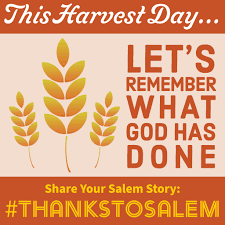 This Harvest Day...
LET'S
REMEMBER
WHAT
GOD HAS
DONE
Share Your Salem Story:
#THANKSTOSALEM